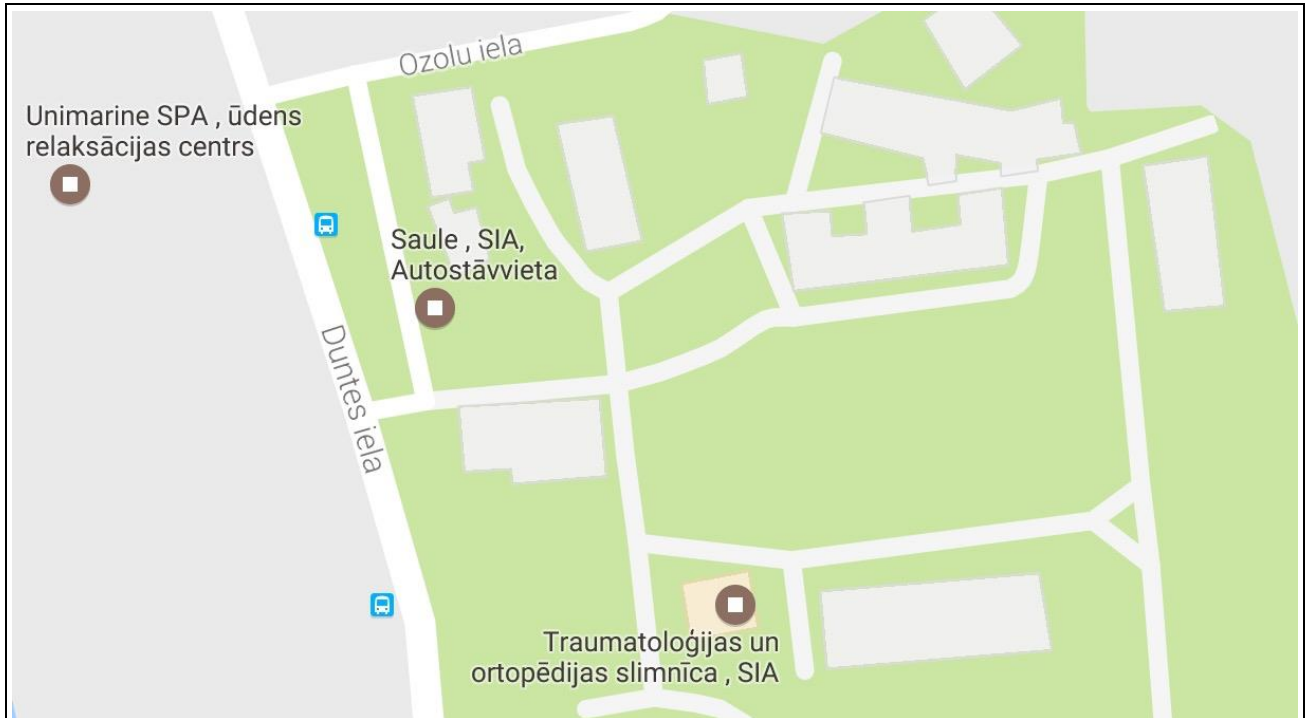 Ozolu iela
Unimarine SPA , ūdens
relaksācijas centrs
Saule , SIA,
Autostāvvieta
Duntes iela
Traumatoloģijas un
ortopēdijas slimnīca , SIA